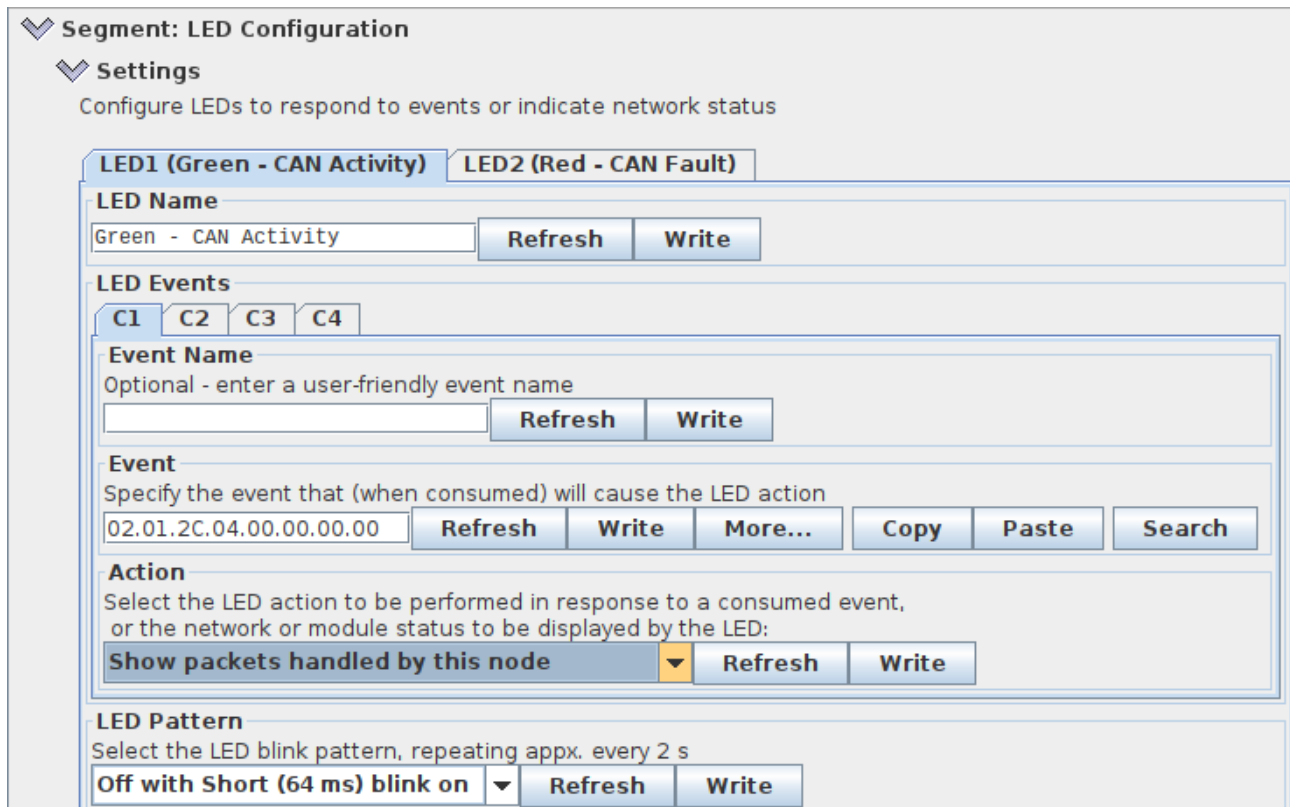 Segment: LED Configuration
Settings
Configure LEDs to respond to events or indicate network status
LED1 (Green - CAN Activity) LED2 (Red - CAN Fault)
LED Name
Green - CAN Activity Refresh Write
LED Events
C1 C2 C3 C4
Event Name
Optional - enter a user-friendly event name
Refresh Write
Event
Specify the event that (when consumed) will cause the LED action
02.01.2C.04.00.00.00.00 Refresh Write More... Copy Paste Search
Action
Select the LED action to be performed in response to a consumed event,
or the network or module status to be displayed by the LED:
Show packets handled by this node Refresh Write
LED Pattern
Select the LED blink pattern, repeating appx. every 2 s
Off with Short (64 ms) blink on Refresh Write